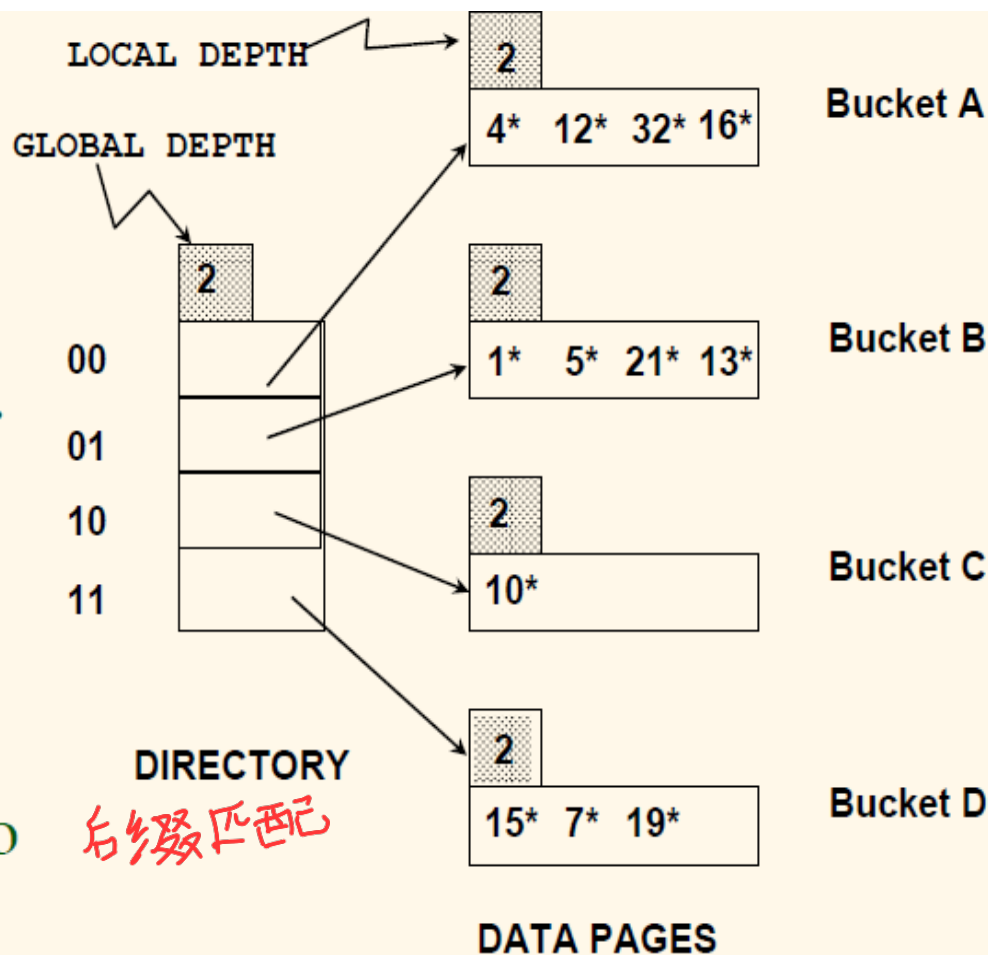 LOCAL DEPTH
2
Bucket A
4* 12* 32* 16*
GLOBAL DEPTH
2
2
Bucket B
00
1* 5* 21* 13*
01
10
2
Bucket C
11
10*
2
DIRECTORY
Bucket D
后缀匹配
15* 7* 19*
DATA PAGES